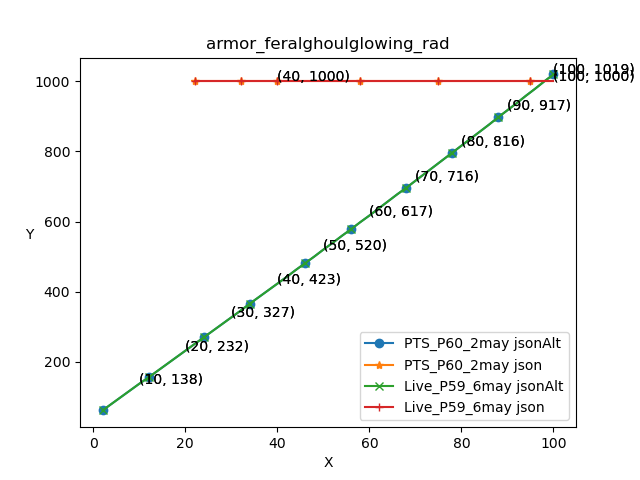 armor_feralghoulglowing_rad
(100, 1019)
(100, 1000)
(40, 1000)
(90, 917)
(80, 816)
(70, 716)
(60, 617)
(50, 520)
(40, 423)
(30, 327)
(20, 232)
(10, 138)
1000
800
600
400
200
Y
PTS_P60_2may jsonAlt
PTS_P60_2may json
Live_P59_6may jsonAlt
Live_P59_6may json
0 20 40 60 80 100
X